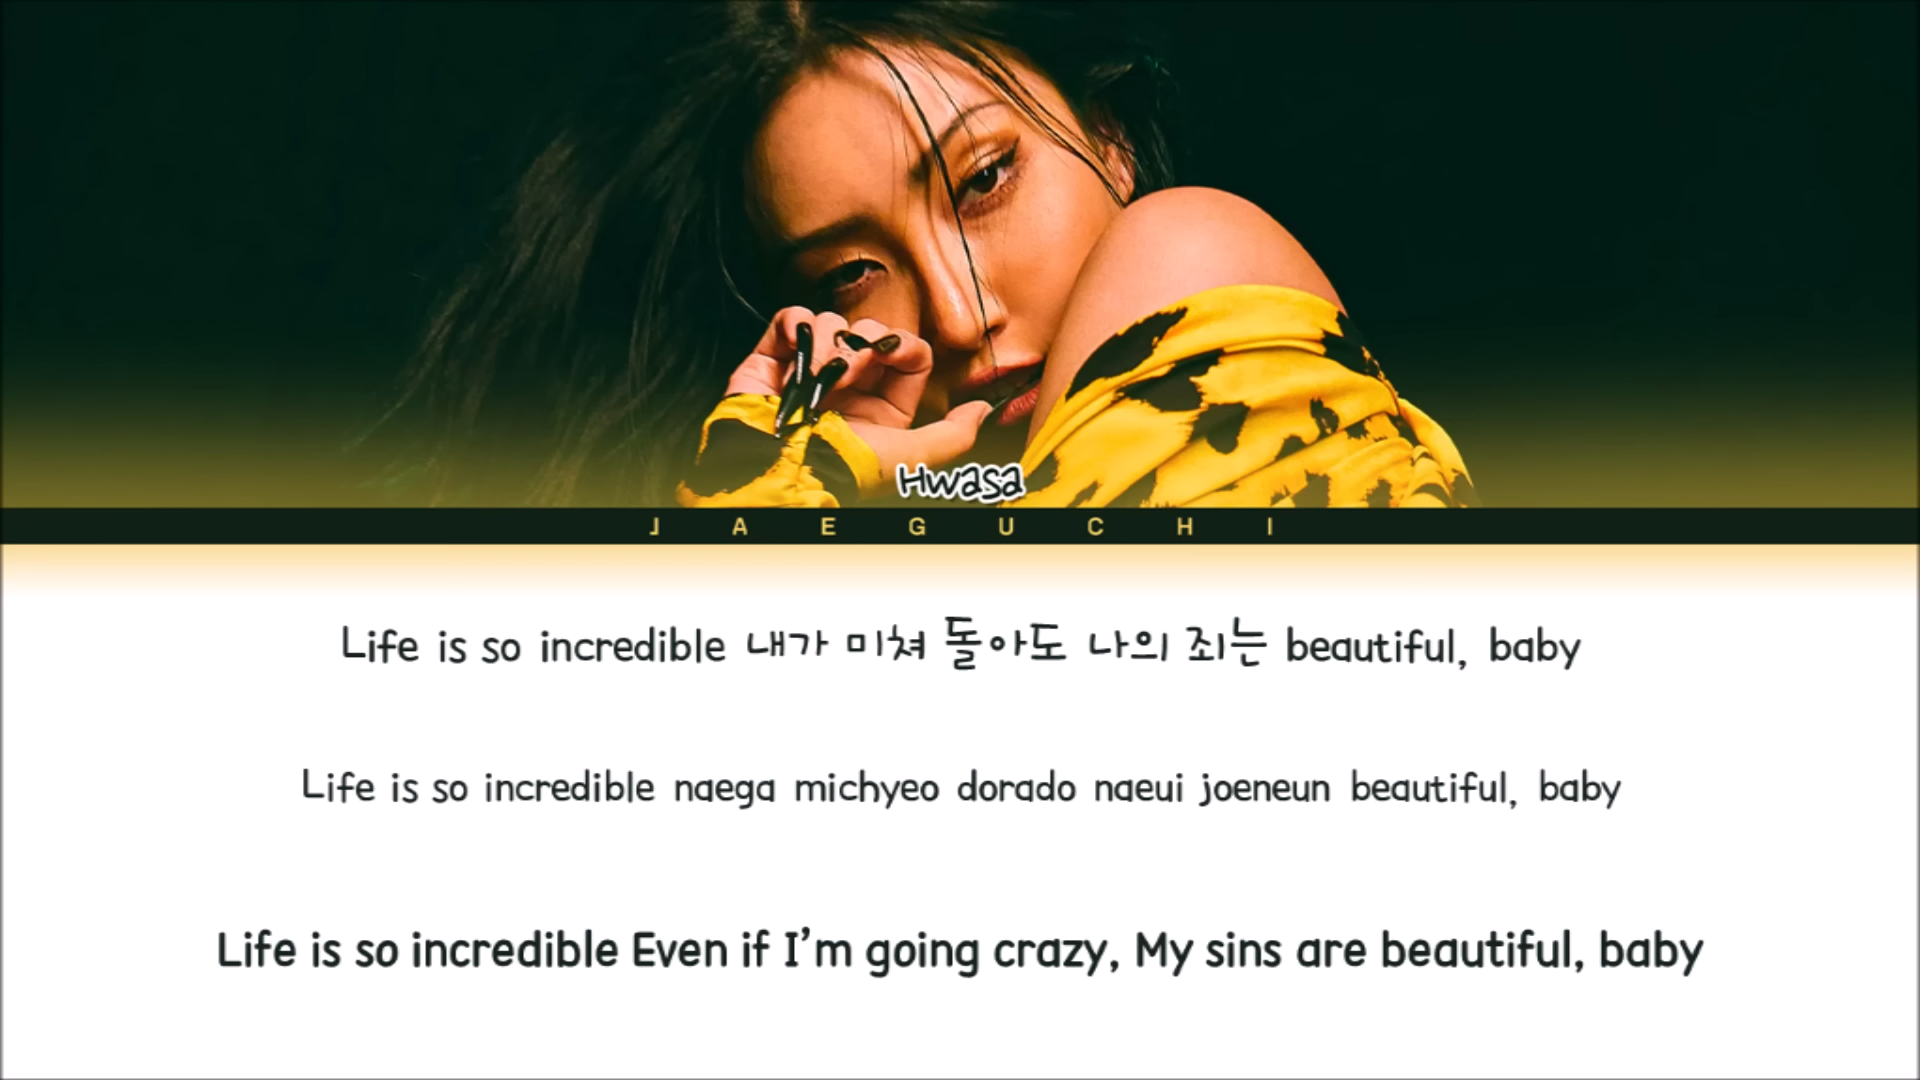 Hwasa
JAEGUCHI
Life is so incredible 내가 미쳐 돌아도 나의 죄는 beautiful, baby
Life is so incredible naega michyeo dorado naeui joeneun beautiful, baby
Life is so incredible Even if I’m going crazy, My sins are beautiful, baby